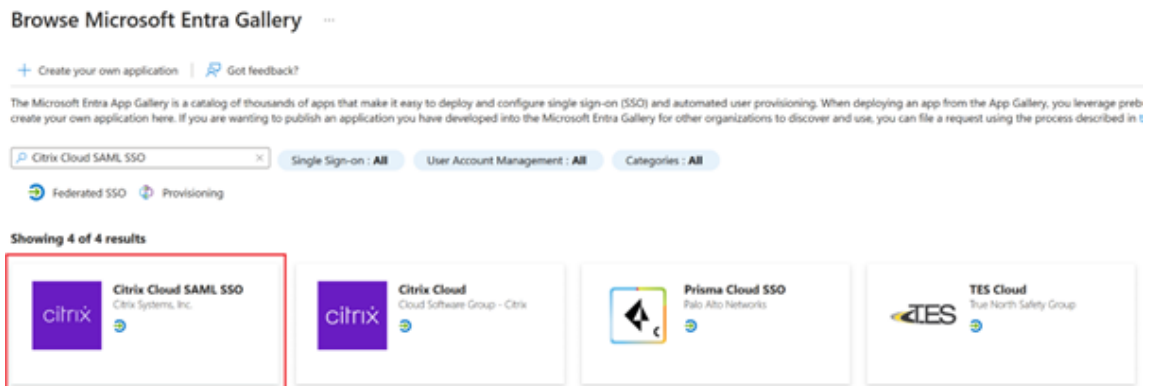 Browse Microsoft Entra Gallery ...
+ Create your own application | Got feedback?
The Microsoft Entra App Gallery is a catalog of thousands of apps that make it easy to deploy and configure single sign-on (SSO) and automated user provisioning. When deploying an app from the App Gallery, you leverage preb
create your own application here. If you are wanting to publish an application you have developed into the Microsoft Entra Gallery for other organizations to discover and use, you can file a request using the process described in t
Citrix Cloud SAML SSO ×
Single Sign-on : All
User Account Management : All
Categories : All
Federated SSO
Provisioning
Showing 4 of 4 results
citrix
Citrix Cloud SAML SSO
Citrix Systems, Inc.
citrix
Citrix Cloud
Cloud Software Group - Citrix
C
Prisma Cloud SSO
Palo Alto Networks
TES
TES Cloud
True North Safety Group